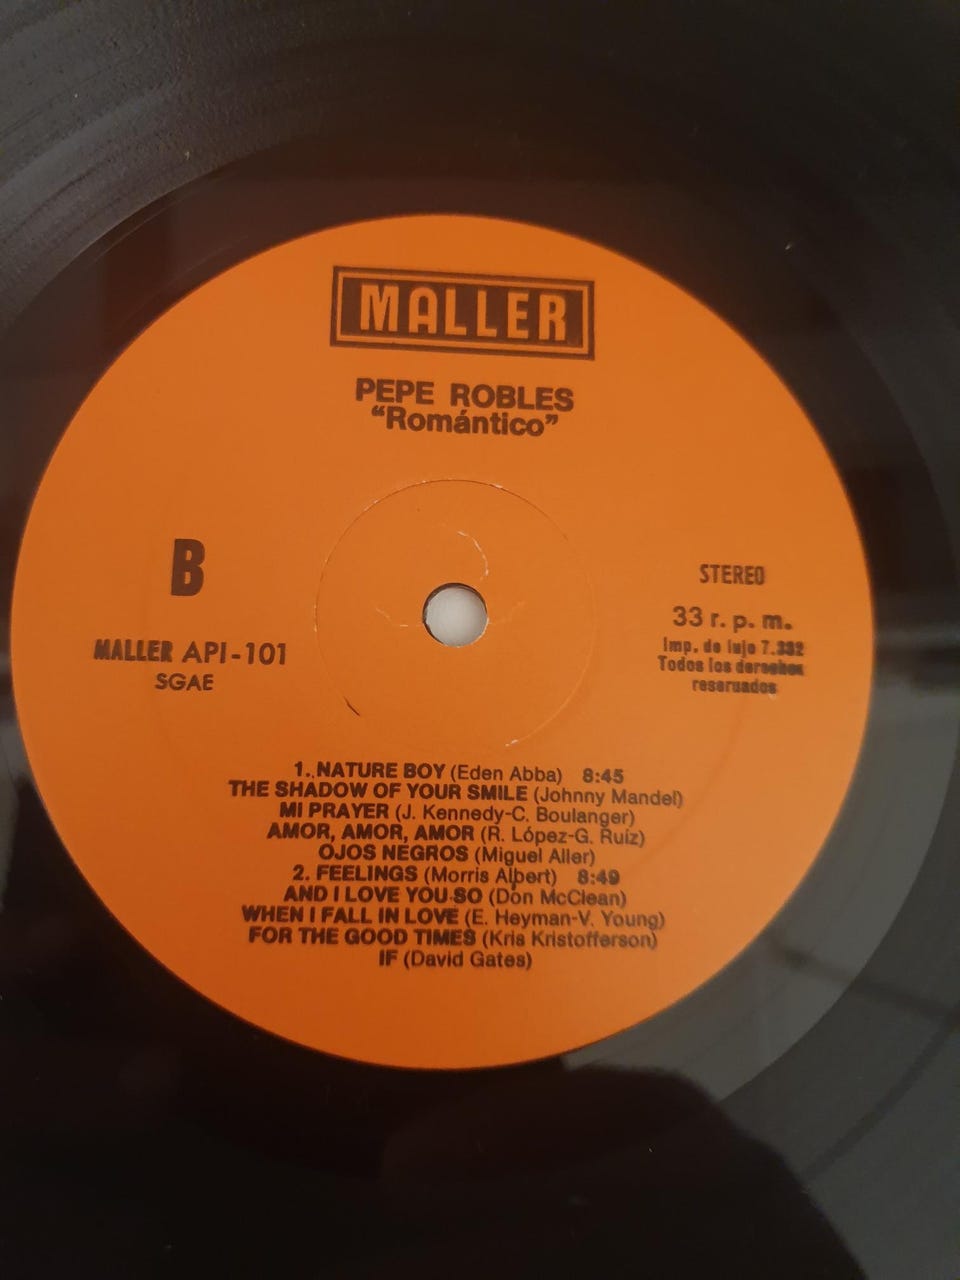 MALLER
PEPE ROBLES
“Romántico”
B
MALLER API-101
SGAE
STEREO
33 r. p. m.
Imp. de lujo 7.332
Todos los derechos
reservados
1. NATURE BOY (Eden Abba) 8:45
THE SHADOW OF YOUR SMILE (Johnny Mandel)
MI PRAYER (J. Kennedy-C. Boulanger)
AMOR, AMOR, AMOR (R. López-G. Ruíz)
OJOS NEGROS (Miguel Aller)
2. FEELINGS (Morris Albert) 8:49
AND I LOVE YOU SO (Don McClean)
WHEN I FALL IN LOVE (E. Heyman-V. Young)
FOR THE GOOD TIMES (Kris Kristofferson)
IF (David Gates)